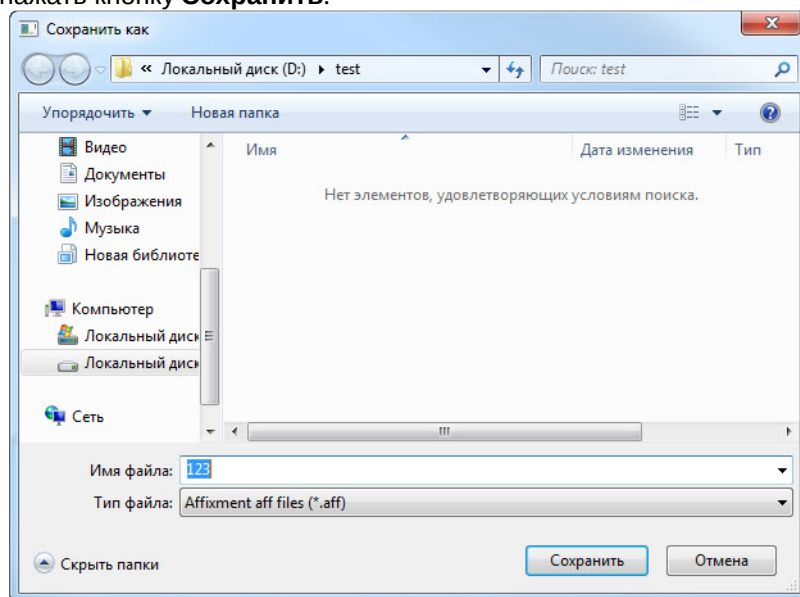 нажать кнопку Сохранить.
Сохранить как
« Локальный диск (D:) ▸ test
Поиск: test
Упорядочить ▼ Новая папка
Имя Дата изменения Тип
Нет элементов, удовлетворяющих условиям поиска.
Видео
Документы
Изображения
Музыка
Новая библиоте
Компьютер
Локальный диск
Локальный диск
Сеть
Имя файла: 123
Тип файла: Affixment aff files (*.aff)
Скрыть папки
Сохранить Отмена